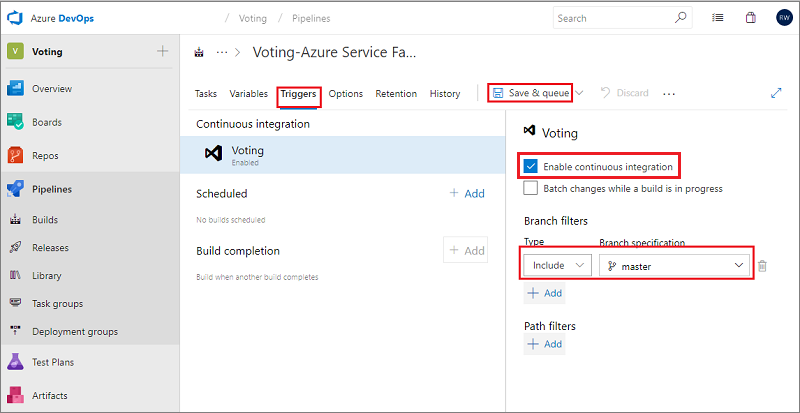 Azure DevOps
/ Voting / Pipelines
Search
RW
V Voting
Overview
Boards
Repos
Pipelines
Builds
Releases
Library
Task groups
Deployment groups
Test Plans
Artifacts
... > Voting-Azure Service Fa...
Tasks Variables Triggers Options Retention History Save & queue Discard ...
Continuous integration
Voting
Enabled
Scheduled + Add
No builds scheduled
Build completion + Add
Build when another build completes
Voting
Enable continuous integration
Batch changes while a build is in progress
Branch filters
Type Branch specification
Include master
+ Add
Path filters
+ Add